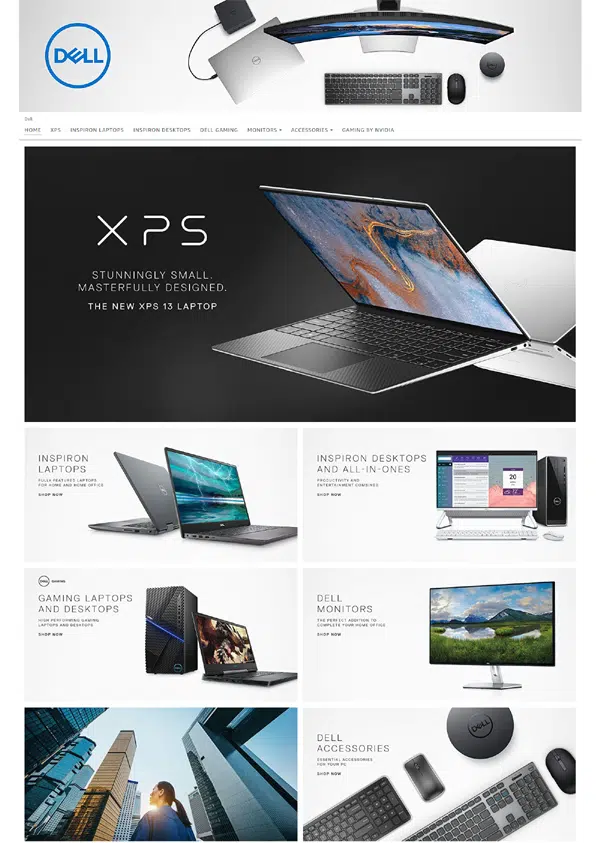 DELL
Dell
HOME XPS INSPIRON LAPTOPS INSPIRON DESKTOPS DELL GAMING MONITORS ACCESSORIES GAMING BY NVIDIA
XPS
STUNNINGLY SMALL.
MASTERFULLY DESIGNED.
THE NEW XPS 13 LAPTOP
INSPIRON
LAPTOPS
FULLY FEATURED LAPTOPS
FOR HOME AND HOME OFFICE
SHOP NOW
INSPIRON DESKTOPS
AND ALL-IN-ONES
PRODUCTIVITY AND
ENTERTAINMENT COMBINED
SHOP NOW
20
DELL GAMING
GAMING LAPTOPS
AND DESKTOPS
HIGH PERFORMING GAMING
LAPTOPS AND DESKTOPS
SHOP NOW
DELL
DELL
MONITORS
THE PERFECT ADDITION TO
COMPLETE YOUR HOME OFFICE
SHOP NOW
DELL
ACCESSORIES
ESSENTIAL ACCESSORIES
FOR YOUR PC
SHOP NOW
DELL